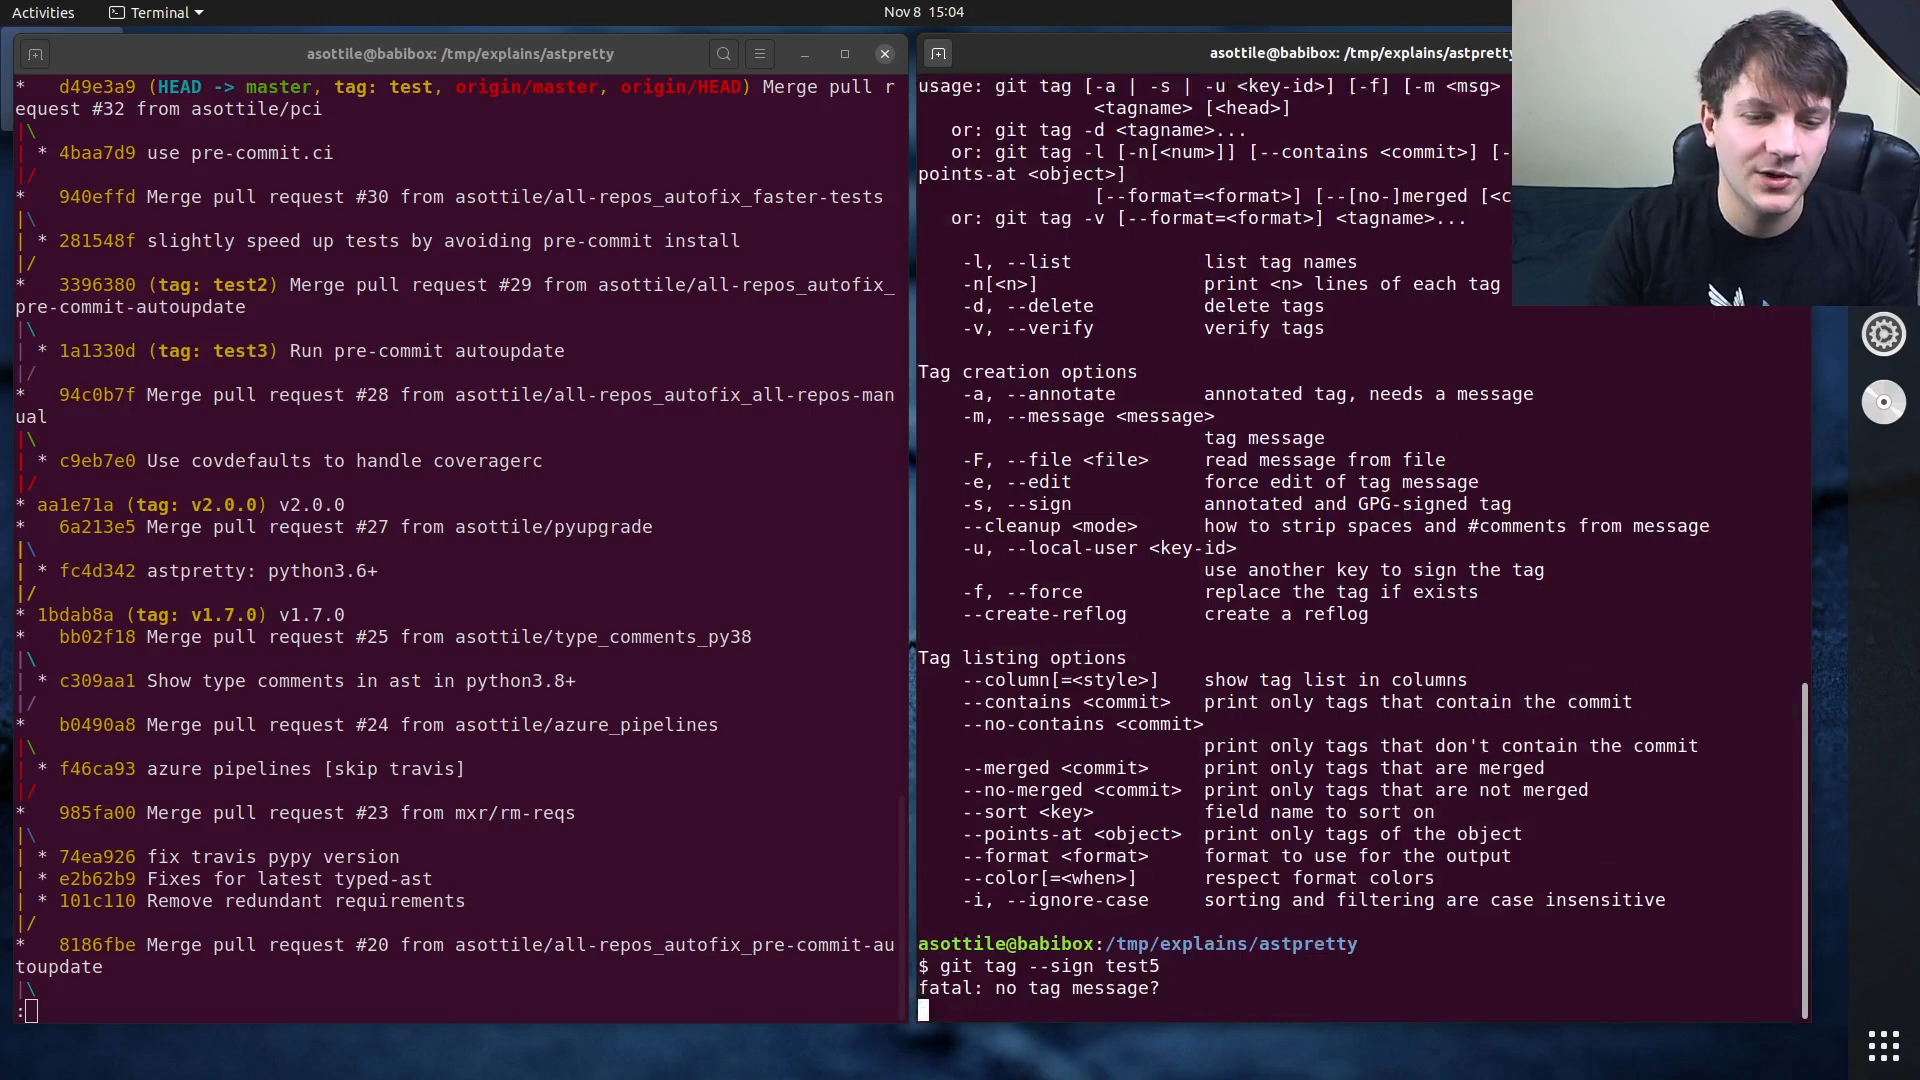 Activities
Terminal
Nov 8 15:04
asottile@babibox: /tmp/explains/astpretty
* d49e3a9 (HEAD -> master, tag: test, origin/master, origin/HEAD) Merge pull r
equest #32 from asottile/pci
|\
| * 4baa7d9 use pre-commit.ci
|/
* 940effd Merge pull request #30 from asottile/all-repos_autofix_faster-tests
|\
| * 281548f slightly speed up tests by avoiding pre-commit install
|/
* 3396380 (tag: test2) Merge pull request #29 from asottile/all-repos_autofix_
pre-commit-autoupdate
|\
| * 1a1330d (tag: test3) Run pre-commit autoupdate
|/
* 94c0b7f Merge pull request #28 from asottile/all-repos_autofix_all-repos-man
ual
|\
| * c9eb7e0 Use covdefaults to handle coveragerc
|/
* aa1e71a (tag: v2.0.0) v2.0.0
* 6a213e5 Merge pull request #27 from asottile/pyupgrade
|\
| * fc4d342 astpretty: python3.6+
|/
* 1bdab8a (tag: v1.7.0) v1.7.0
* bb02f18 Merge pull request #25 from asottile/type_comments_py38
|\
| * c309aa1 Show type comments in ast in python3.8+
|/
* b0490a8 Merge pull request #24 from asottile/azure_pipelines
|\
| * f46ca93 azure pipelines [skip travis]
|/
* 985fa00 Merge pull request #23 from mxr/rm-reqs
|\
| * 74ea926 fix travis pypy version
| * e2b62b9 Fixes for latest typed-ast
| * 101c110 Remove redundant requirements
|/
* 8186fbe Merge pull request #20 from asottile/all-repos_autofix_pre-commit-au
toupdate
|\
:
asottile@babibox: /tmp/explains/astpretty
usage: git tag [-a | -s | -u <key-id>] [-f] [-m <msg>
<tagname> [<head>]
or: git tag -d <tagname>...
or: git tag -l [-n[<num>]] [--contains <commit>] [-
points-at <object>]
[--format=<format>] [--[no-]merged [<c
or: git tag -v [--format=<format>] <tagname>...
-l, --list list tag names
-n[<n>] print <n> lines of each tag
-d, --delete delete tags
-v, --verify verify tags
Tag creation options
-a, --annotate annotated tag, needs a message
-m, --message <message>
tag message
-F, --file <file> read message from file
-e, --edit force edit of tag message
-s, --sign annotated and GPG-signed tag
--cleanup <mode> how to strip spaces and #comments from message
-u, --local-user <key-id>
use another key to sign the tag
-f, --force replace the tag if exists
--create-reflog create a reflog
Tag listing options
--column[=<style>] show tag list in columns
--contains <commit> print only tags that contain the commit
--no-contains <commit>
print only tags that don't contain the commit
--merged <commit> print only tags that are merged
--no-merged <commit> print only tags that are not merged
--sort <key> field name to sort on
--points-at <object> print only tags of the object
--format <format> format to use for the output
--color[=<when>] respect format colors
-i, --ignore-case sorting and filtering are case insensitive
asottile@babibox:/tmp/explains/astpretty
$ git tag --sign test5
fatal: no tag message?